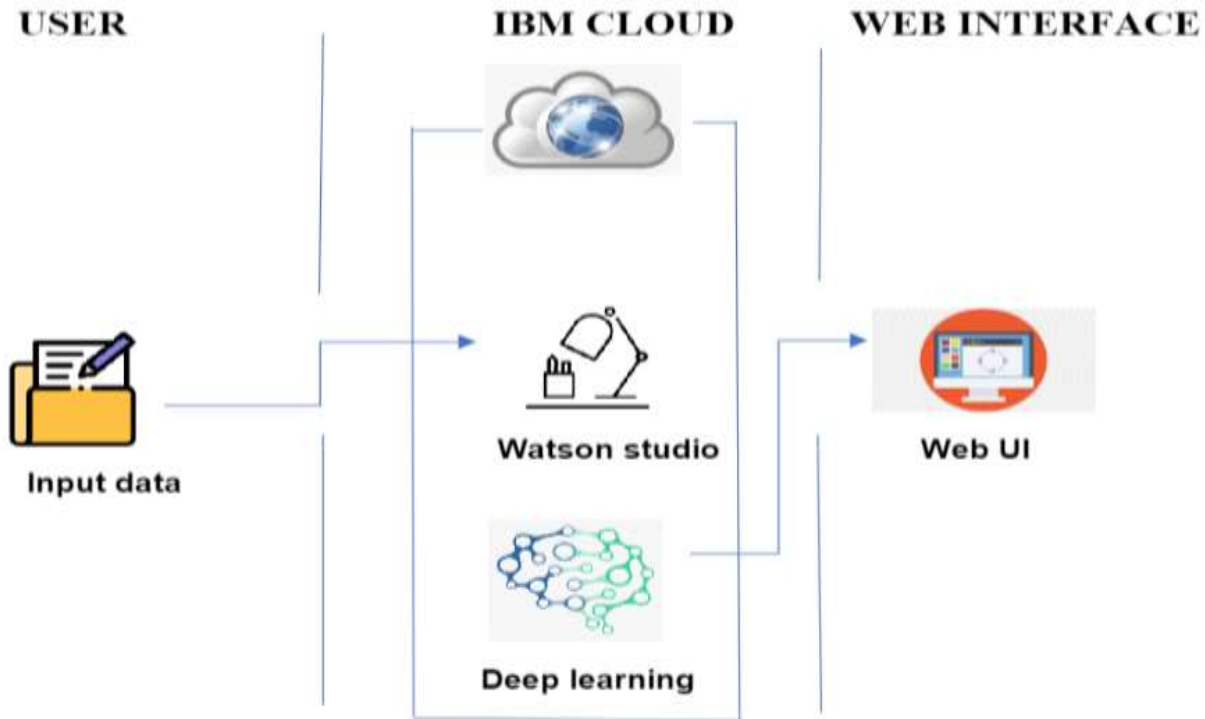 USER
IBM CLOUD
WEB INTERFACE
Input data
Watson studio
Web UI
Deep learning